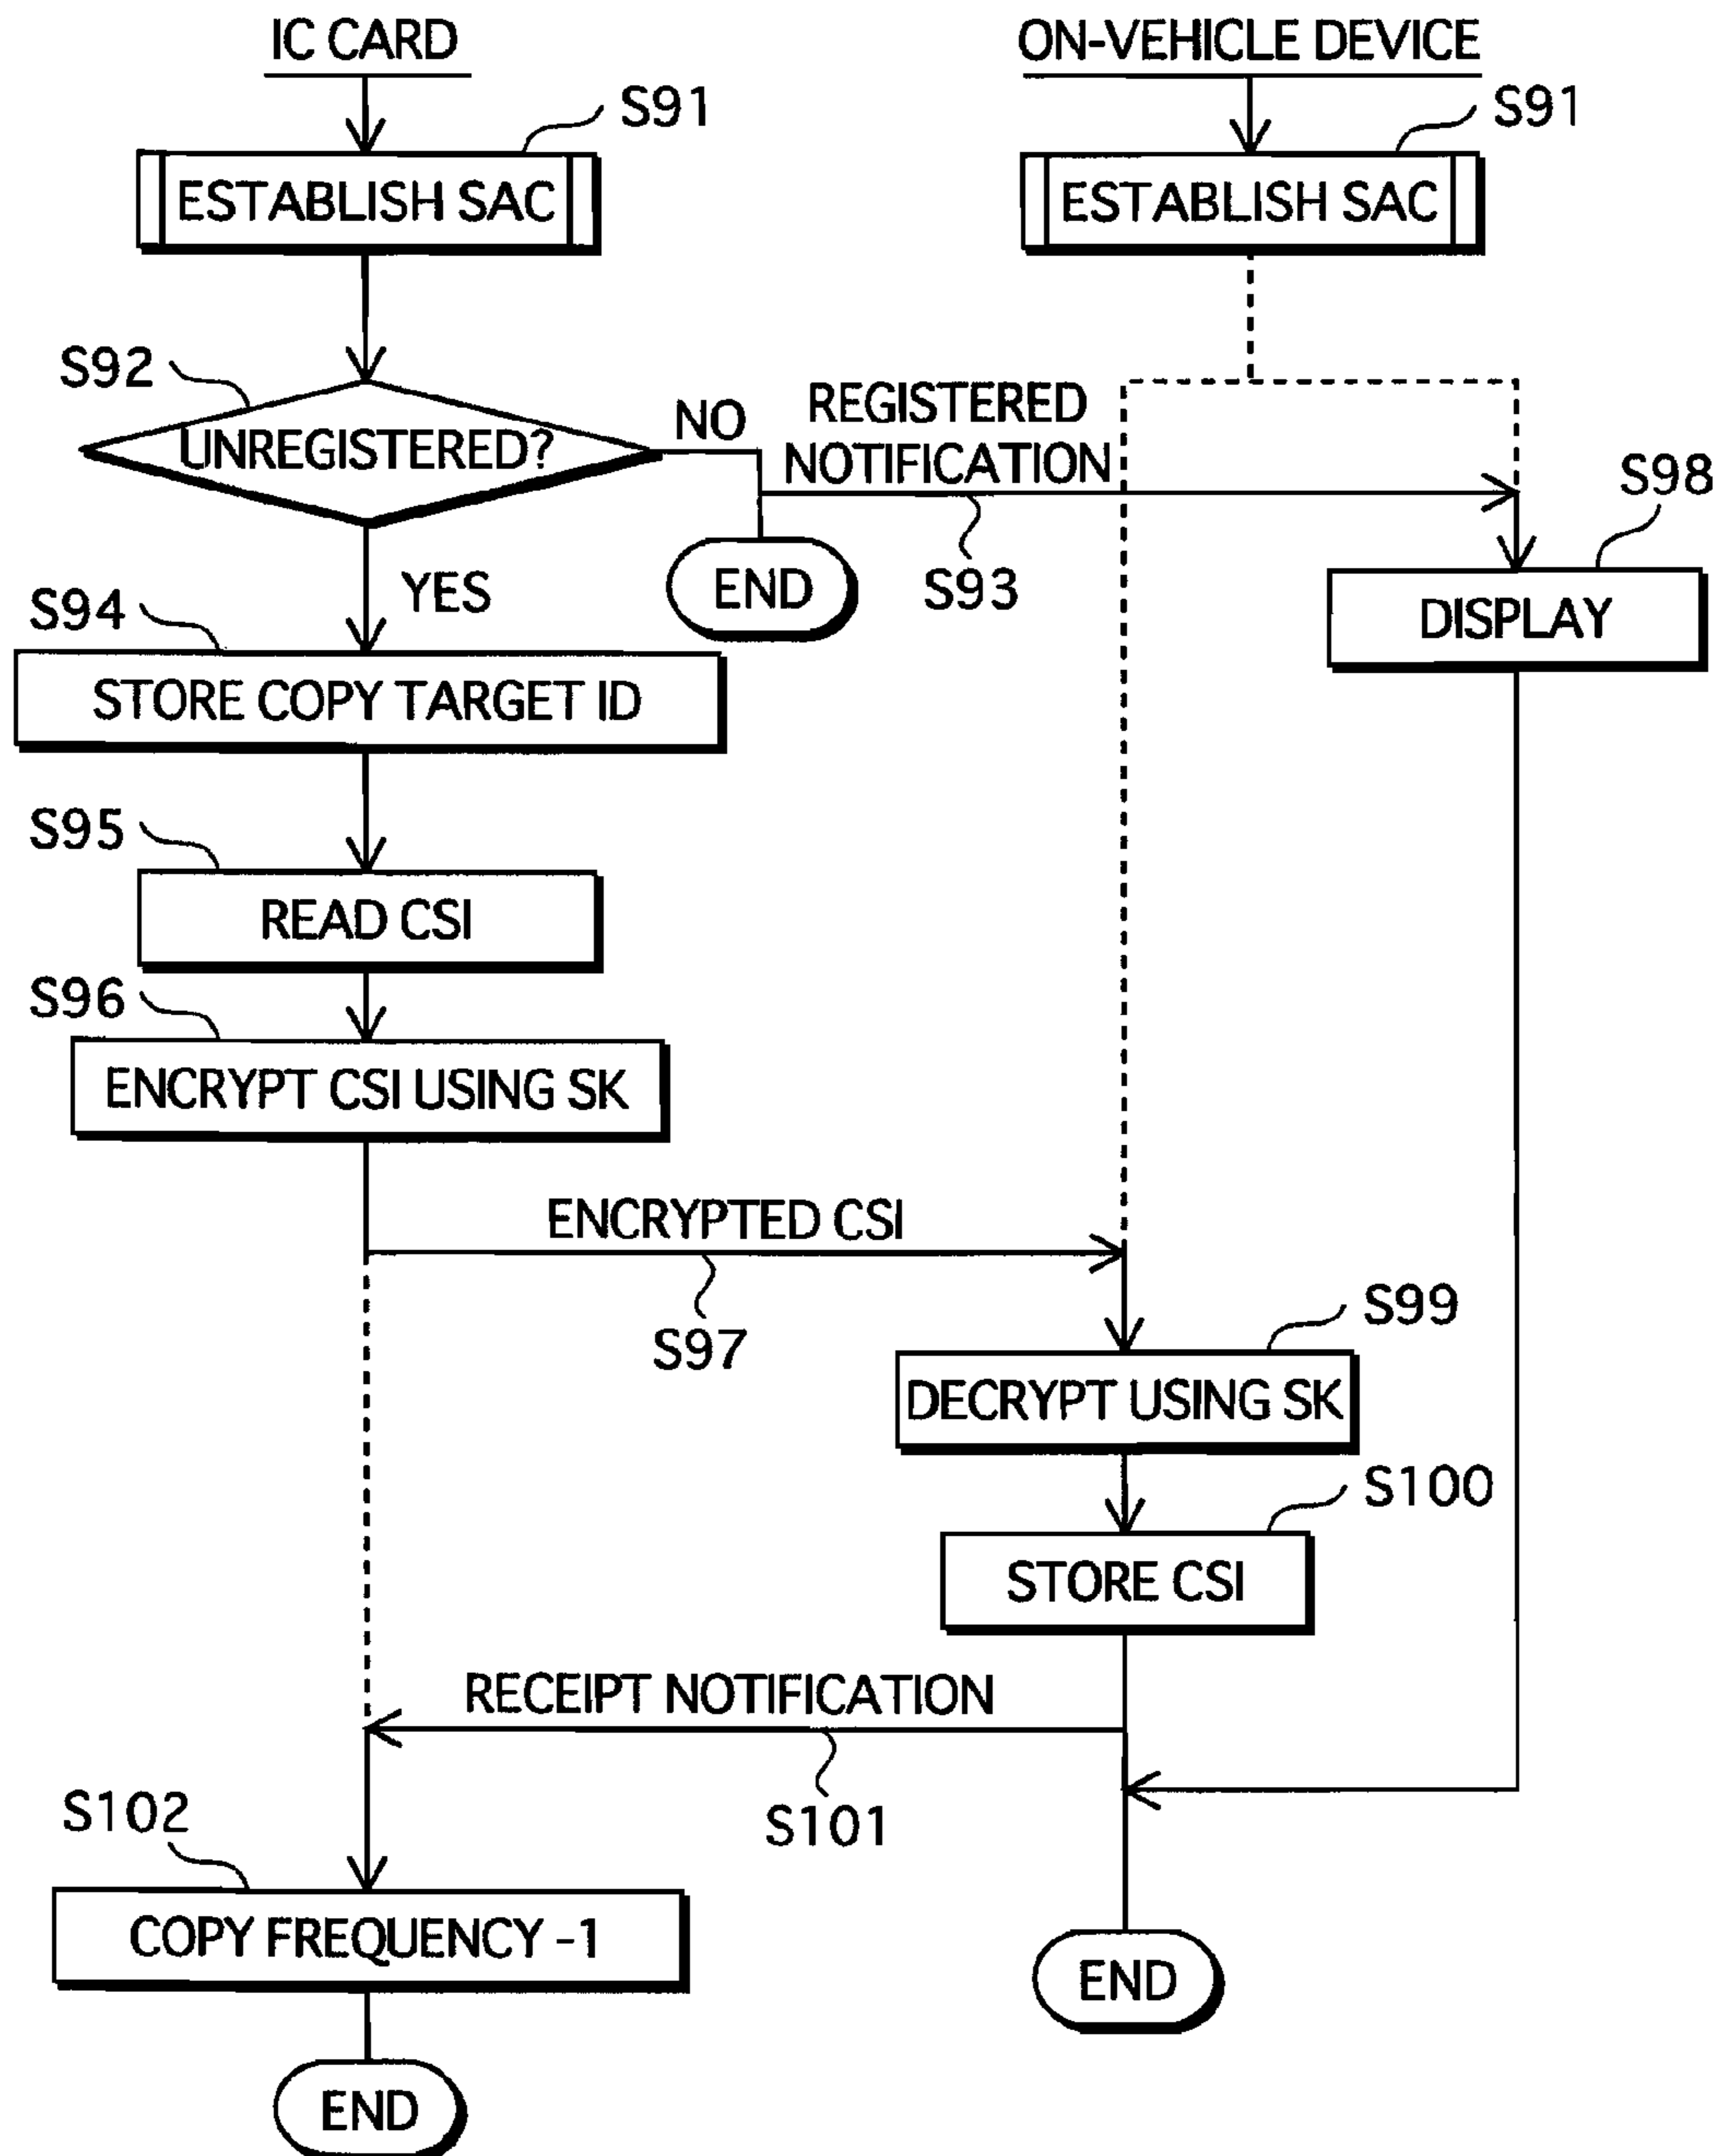 IC CARD
ON-VEHICLE DEVICE
S91
S91
ESTABLISH SAC
ESTABLISH SAC
S92
UNREGISTERED?
NO
REGISTERED
NOTIFICATION
S98
S93
END
DISPLAY
YES
S94
STORE COPY TARGET ID
S95
READ CSI
S96
ENCRYPT CSI USING SK
ENCRYPTED CSI
S97
S99
DECRYPT USING SK
S100
STORE CSI
RECEIPT NOTIFICATION
S101
S102
COPY FREQUENCY -1
END
END